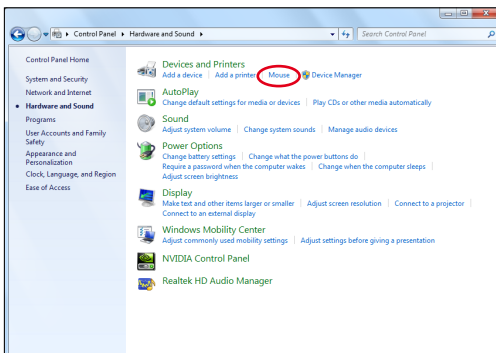 Control Panel ▸ Hardware and Sound ▸
Search Control Panel
Control Panel Home
System and Security
Network and Internet
Hardware and Sound
Programs
User Accounts and Family
Safety
Appearance and
Personalization
Clock, Language, and Region
Ease of Access
Devices and Printers
Add a device | Add a printer | Mouse | Device Manager
AutoPlay
Change default settings for media or devices | Play CDs or other media automatically
Sound
Adjust system volume | Change system sounds | Manage audio devices
Power Options
Change battery settings | Change what the power buttons do |
Require a password when the computer wakes | Change when the computer sleeps |
Adjust screen brightness
Display
Make text and other items larger or smaller | Adjust screen resolution | Connect to a projector |
Connect to an external display
Windows Mobility Center
Adjust commonly used mobility settings | Adjust settings before giving a presentation
NVIDIA Control Panel
Realtek HD Audio Manager